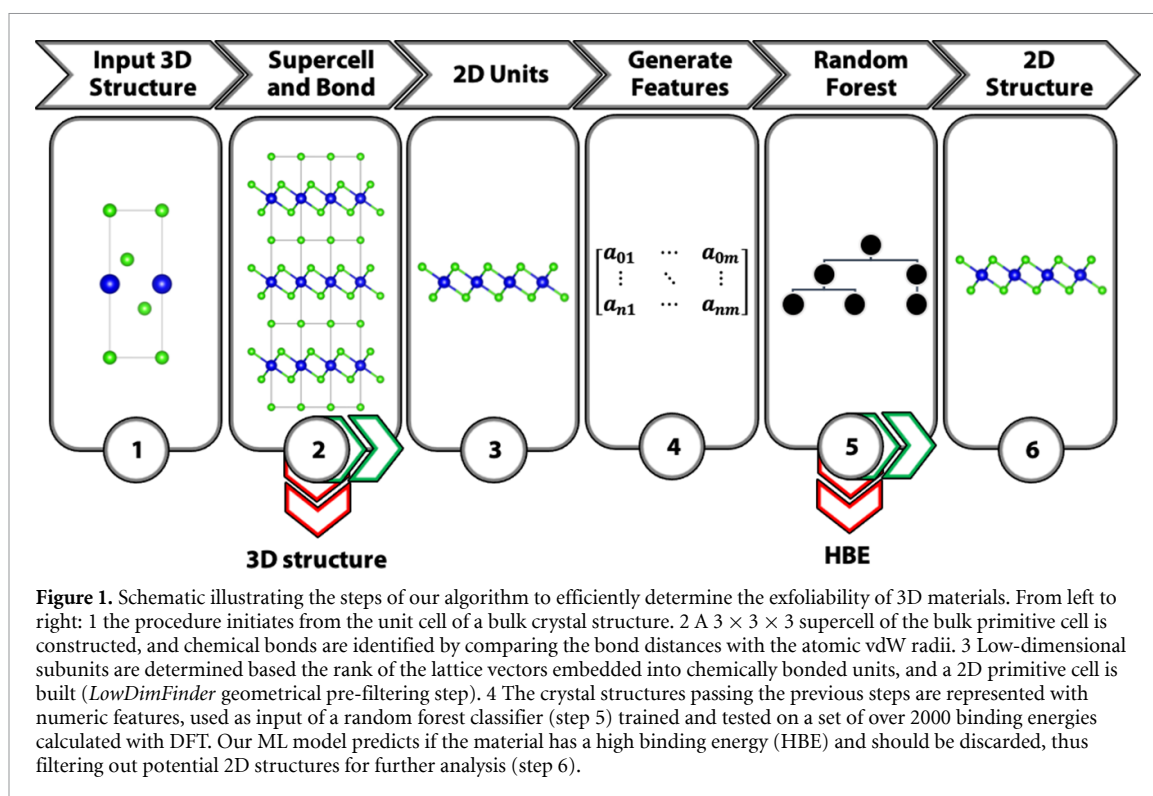 Input 3D
Structure
Supercell
and Bond
2D Units
Generate
Features
Random
Forest
2D
Structure
a₀₁ ⋯ a₀ₘ
⋮ ⋱ ⋮
aₙ₁ ⋯ aₙₘ
1
2
3
4
5
6
3D structure
HBE
Figure 1. Schematic illustrating the steps of our algorithm to efficiently determine the exfoliability of 3D materials. From left to
right: 1 the procedure initiates from the unit cell of a bulk crystal structure. 2 A 3 × 3 × 3 supercell of the bulk primitive cell is
constructed, and chemical bonds are identified by comparing the bond distances with the atomic vdW radii. 3 Low-dimensional
subunits are determined based the rank of the lattice vectors embedded into chemically bonded units, and a 2D primitive cell is
built (LowDimFinder geometrical pre-filtering step). 4 The crystal structures passing the previous steps are represented with
numeric features, used as input of a random forest classifier (step 5) trained and tested on a set of over 2000 binding energies
calculated with DFT. Our ML model predicts if the material has a high binding energy (HBE) and should be discarded, thus
filtering out potential 2D structures for further analysis (step 6).